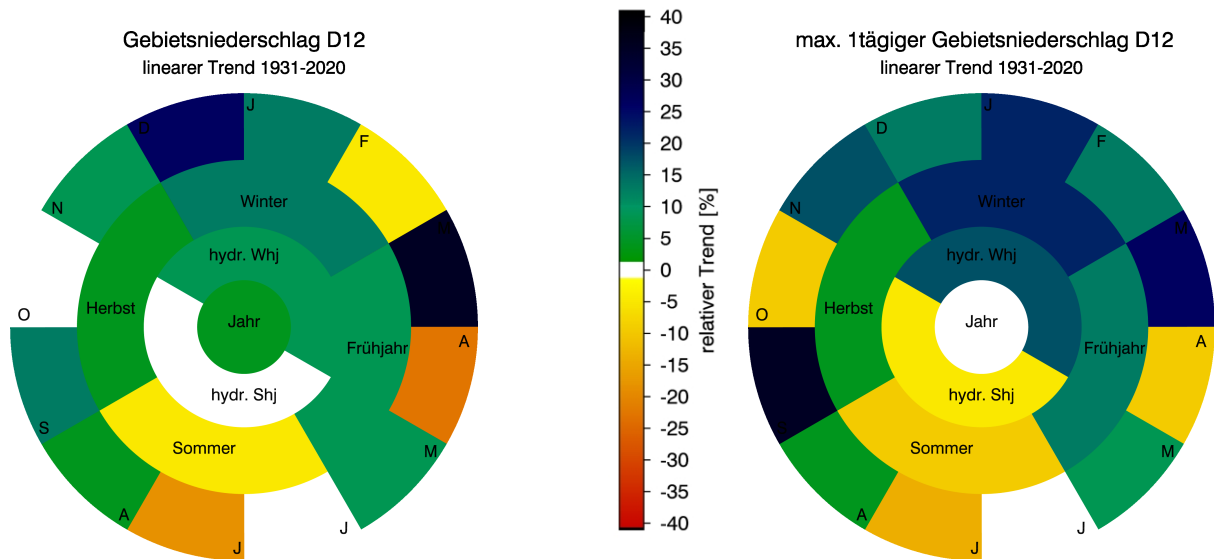 Gebietsniederschlag D12
linearer Trend 1931-2020
J
F
M
A
M
J
J
A
S
O
N
D
Winter
hydr. Whj
Herbst
Jahr
Frühjahr
hydr. Shj
Sommer
40
35
30
25
20
15
10
5
0
-5
-10
-15
-20
-25
-30
-35
-40
relativer Trend [%]
max. 1tägiger Gebietsniederschlag D12
linearer Trend 1931-2020
J
F
M
A
M
J
J
A
S
O
N
D
Winter
hydr. Whj
Herbst
Jahr
Frühjahr
hydr. Shj
Sommer